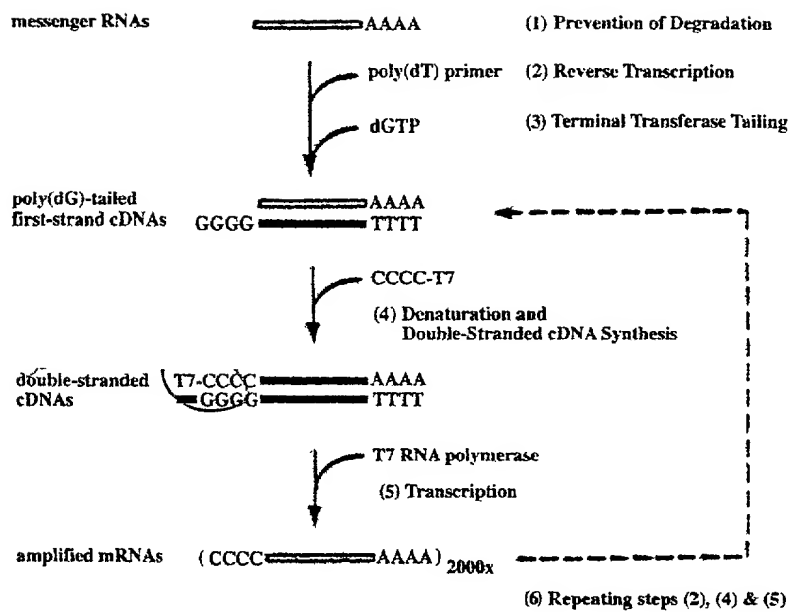 messenger RNAs AAAA (1) Prevention of Degradation
poly(dT) primer (2) Reverse Transcription
dGTP (3) Terminal Transferase Tailing
poly(dG)-tailed AAAA
first-strand cDNAs GGGG TTTT
CCCC-T7
(4) Denaturation and
Double-Stranded cDNA Synthesis
double-stranded T7-CCCC AAAA
cDNAs GGGG TTTT
T7 RNA polymerase
(5) Transcription
amplified mRNAs (CCCC AAAA) 2000x
(6) Repeating steps (2), (4) & (5)